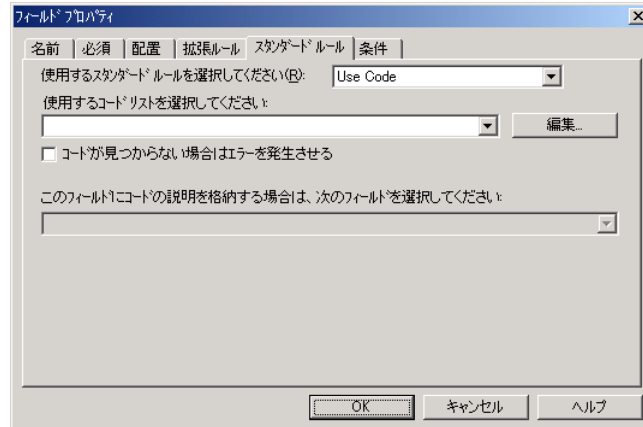 フィールド プロパティ
名前 必須 配置 拡張ルール スタンダード ルール 条件
使用するスタンダード ルールを選択してください(R): Use Code
使用するコード リストを選択してください:
編集...
コードが見つからない場合はエラーを発生させる
このフィールドにコードの説明を格納する場合は、次のフィールドを選択してください:
OK キャンセル ヘルプ